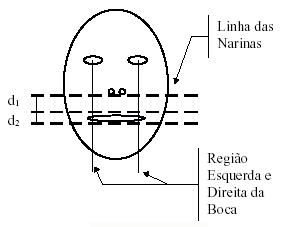 Linha das
Narinas
d1
d2
Região
Esquerda e
Direita da
Boca